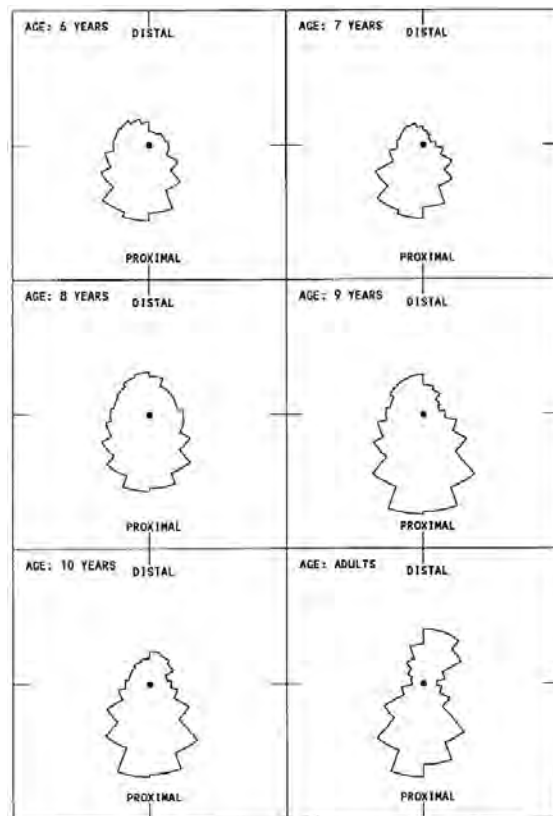 AGE: 6 YEARS
DISTAL
PROXIMAL
AGE: 7 YEARS
DISTAL
PROXIMAL
AGE: 8 YEARS
DISTAL
PROXIMAL
AGE: 9 YEARS
DISTAL
PROXIMAL
AGE: 10 YEARS
DISTAL
PROXIMAL
AGE: ADULTS
DISTAL
PROXIMAL